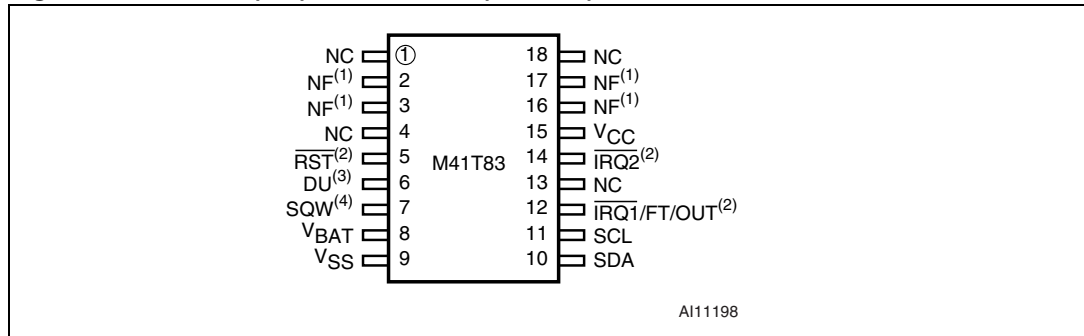 NC 1 18 NC
NF(1) 2 17 NF(1)
NF(1) 3 16 NF(1)
NC 4 15 VCC
RST(2) 5 M41T83 14 IRQ2(2)
DU(3) 6 13 NC
SQW(4) 7 12 IRQ1/FT/OUT(2)
VBAT 8 11 SCL
VSS 9 10 SDA
AI11198